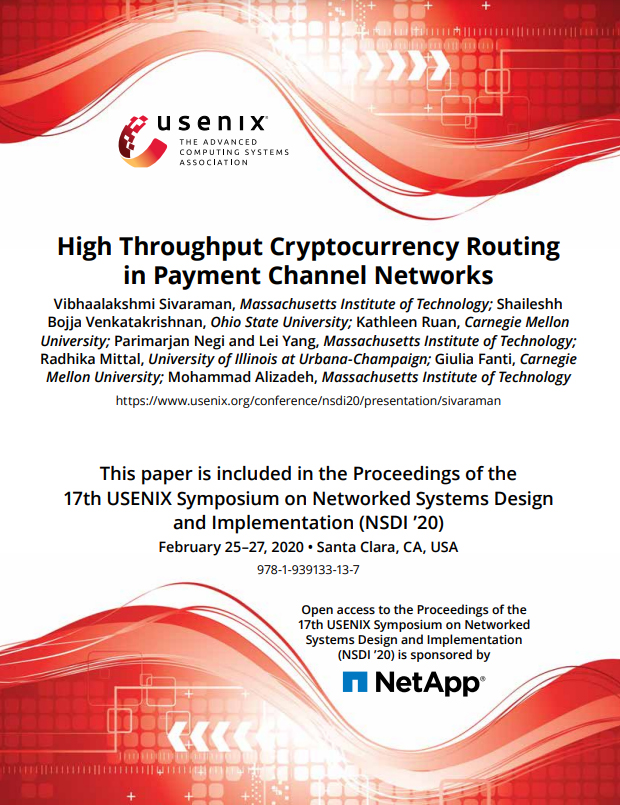 usenix®
THE ADVANCED
COMPUTING SYSTEMS
ASSOCIATION
High Throughput Cryptocurrency Routing
in Payment Channel Networks
Vibhaalakshmi Sivaraman, Massachusetts Institute of Technology; Shaileshh
Bojja Venkatakrishnan, Ohio State University; Kathleen Ruan, Carnegie Mellon
University; Parimarjan Negi and Lei Yang, Massachusetts Institute of Technology;
Radhika Mittal, University of Illinois at Urbana-Champaign; Giulia Fanti, Carnegie
Mellon University; Mohammad Alizadeh, Massachusetts Institute of Technology
https://www.usenix.org/conference/nsdi20/presentation/sivaraman
This paper is included in the Proceedings of the
17th USENIX Symposium on Networked Systems Design
and Implementation (NSDI ’20)
February 25–27, 2020 • Santa Clara, CA, USA
978-1-939133-13-7
Open access to the Proceedings of the
17th USENIX Symposium on Networked
Systems Design and Implementation
(NSDI ’20) is sponsored by
NetApp®